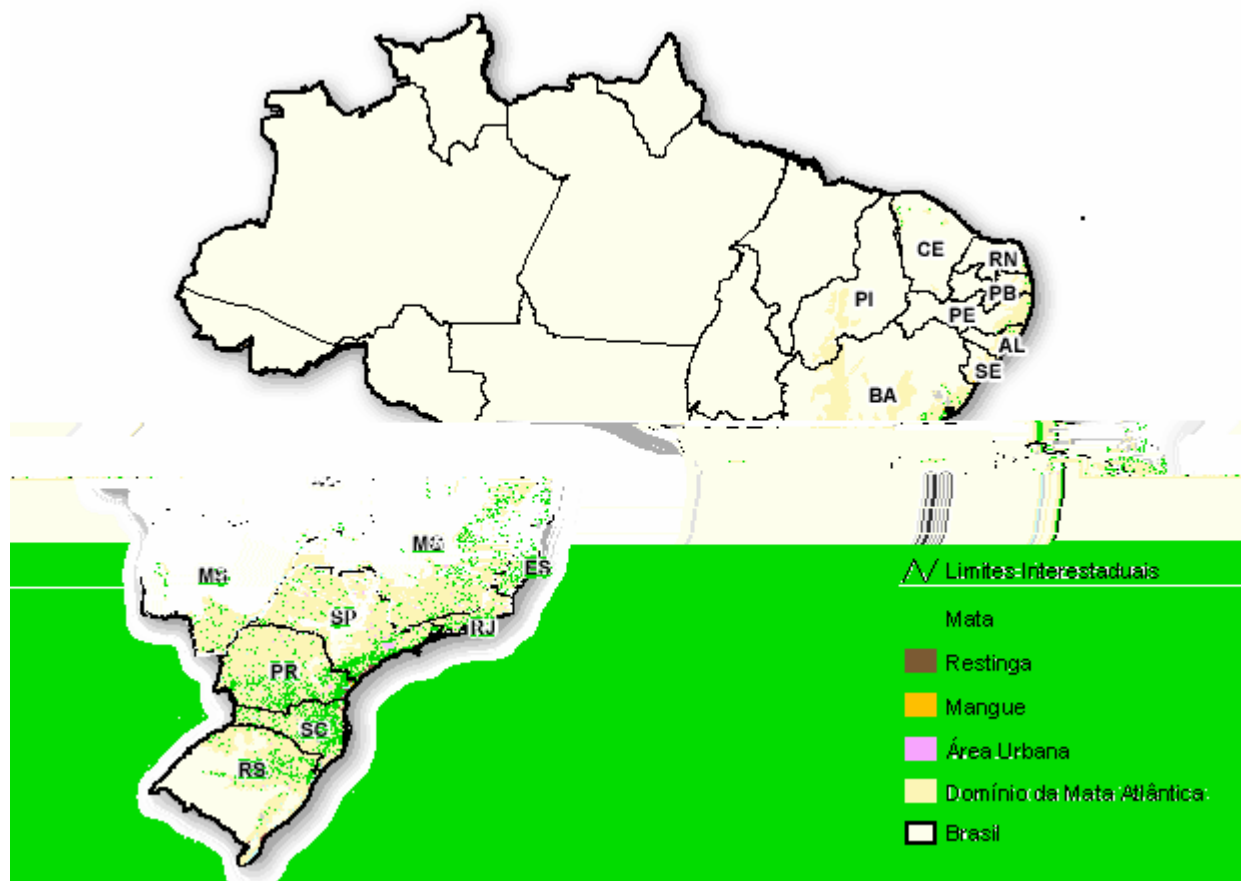 CE
RN
PB
PI
PE
AL
SE
BA
MG
ES
MS
SP
RJ
PR
SC
RS
Limites Interestaduais
Mata
Restinga
Mangue
Área Urbana
Domínio da Mata Atlântica
Brasil